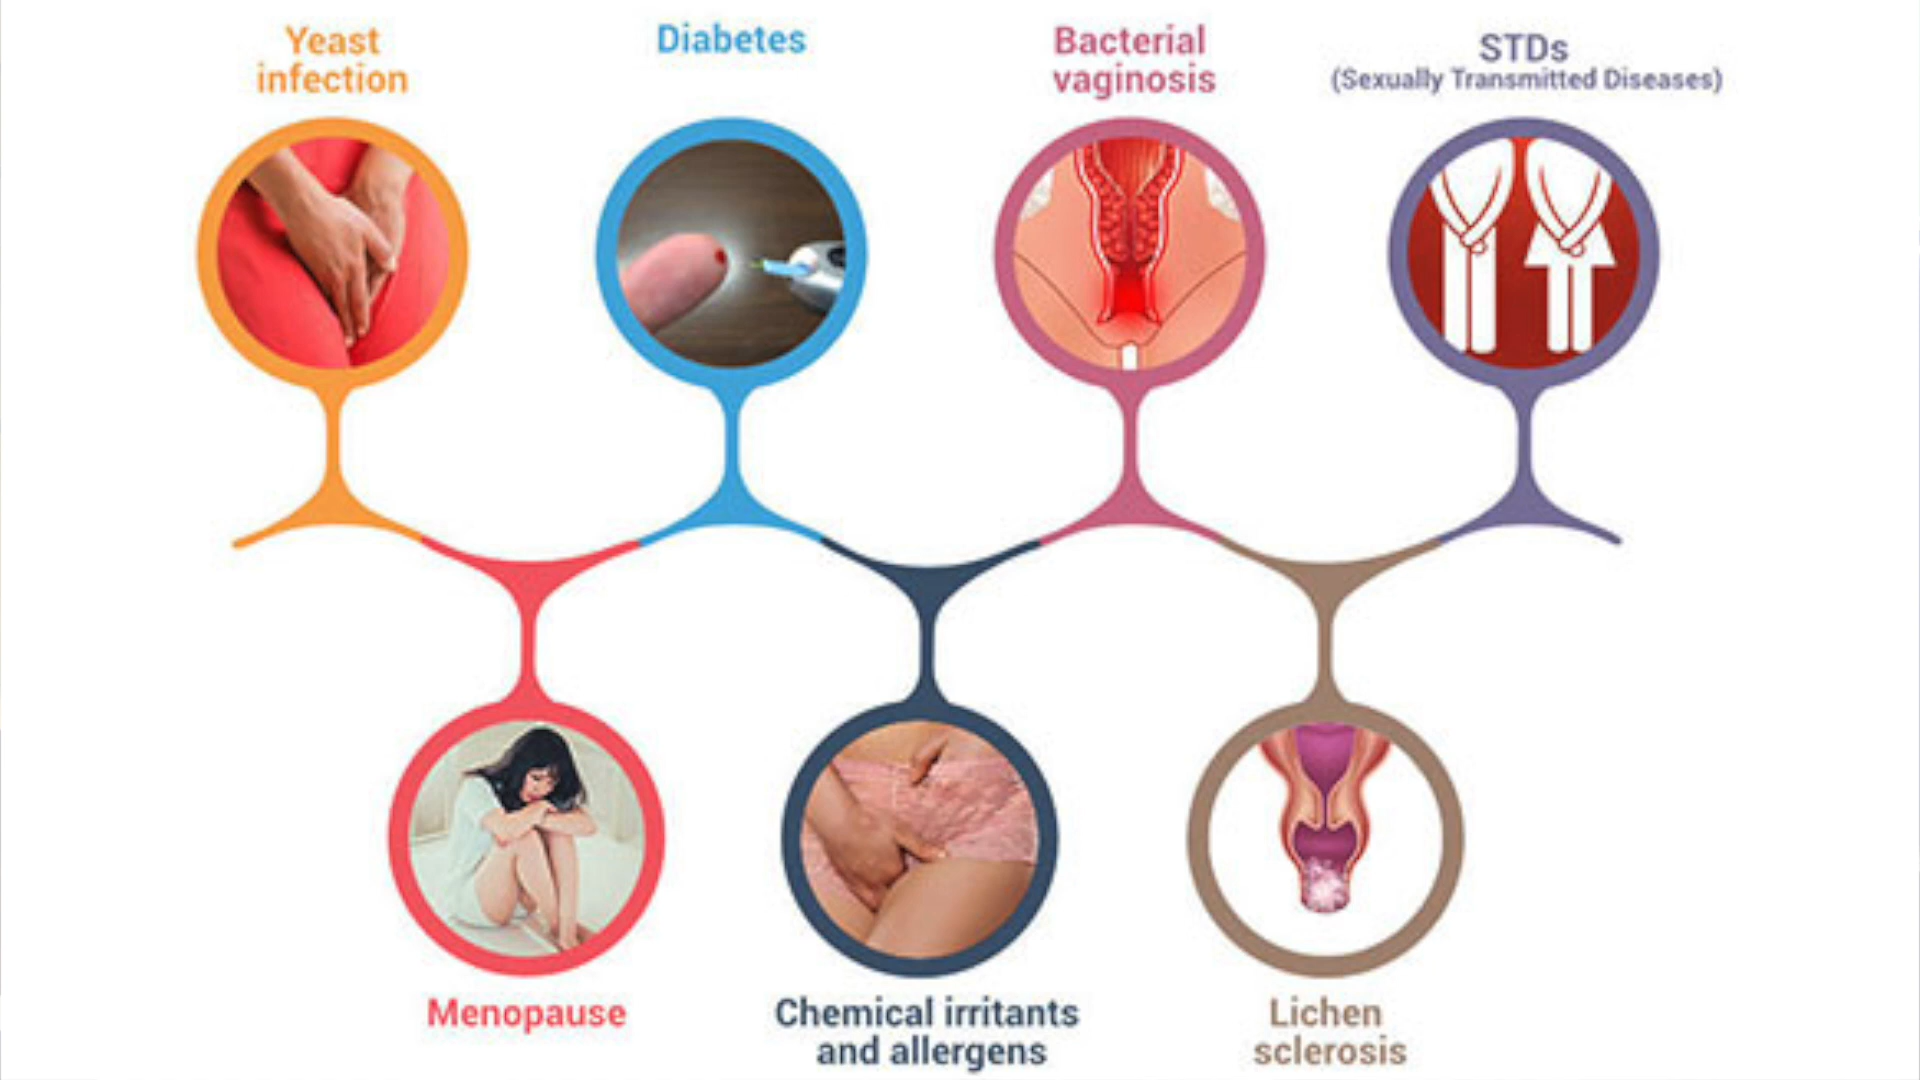 Yeast
infection
Diabetes
Bacterial
vaginosis
STDs
(Sexually Transmitted Diseases)
Menopause
Chemical irritants
and allergens
Lichen
sclerosis